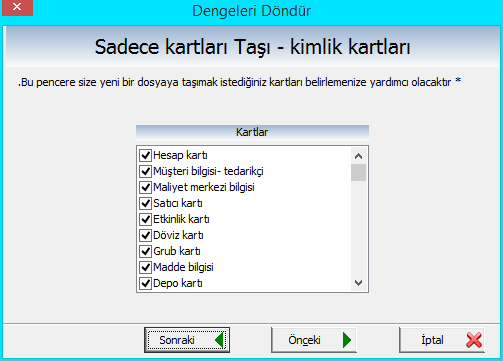 Dengeleri Döndür
Sadece kartları Taşı - kimlik kartları
.Bu pencere size yeni bir dosyaya taşımak istediğiniz kartları belirlemenize yardımcı olacaktır *
Kartlar
Hesap kartı
Müşteri bilgisi- tedarikçi
Maliyet merkezi bilgisi
Satıcı kartı
Etkinlik kartı
Döviz kartı
Grub kartı
Madde bilgisi
Depo kartı
Sonraki
Önceki
İptal